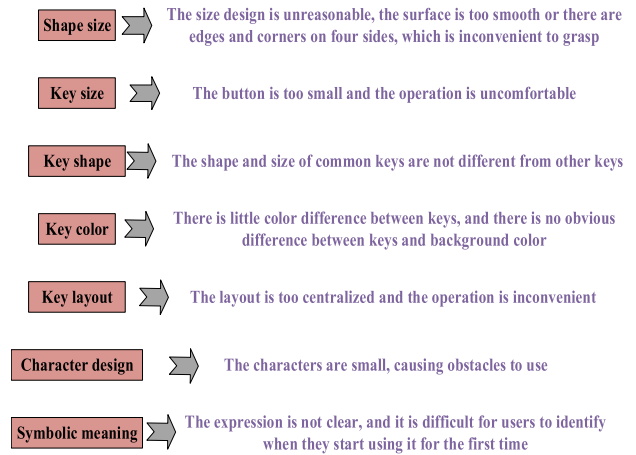 Shape size
The size design is unreasonable, the surface is too smooth or there are
edges and corners on four sides, which is inconvenient to grasp
Key size
The button is too small and the operation is uncomfortable
Key shape
The shape and size of common keys are not different from other keys
Key color
There is little color difference between keys, and there is no obvious
difference between keys and background color
Key layout
The layout is too centralized and the operation is inconvenient
Character design
The characters are small, causing obstacles to use
Symbolic meaning
The expression is not clear, and it is difficult for users to identify
when they start using it for the first time